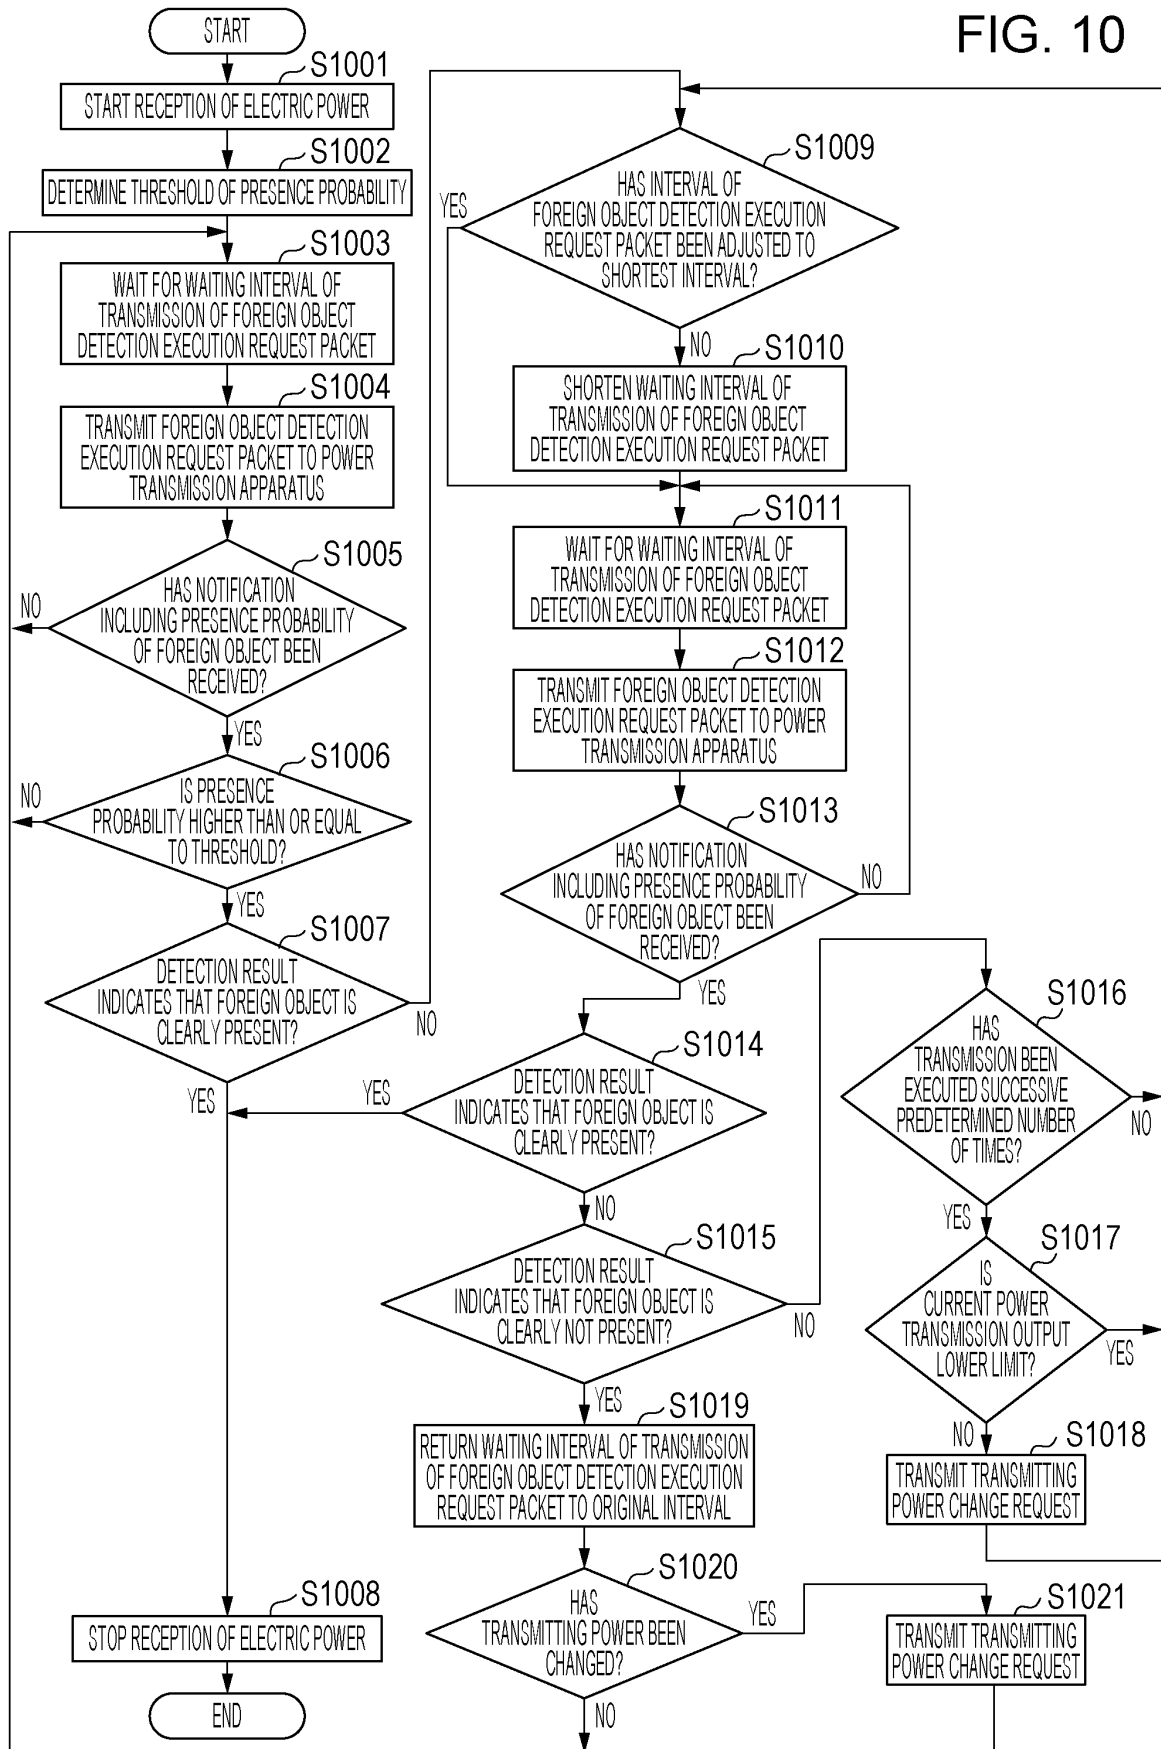 FIG. 10
START
S1001
START RECEPTION OF ELECTRIC POWER
S1002
DETERMINE THRESHOLD OF PRESENCE PROBABILITY
S1003
WAIT FOR WAITING INTERVAL OF
TRANSMISSION OF FOREIGN OBJECT
DETECTION EXECUTION REQUEST PACKET
S1004
TRANSMIT FOREIGN OBJECT DETECTION
EXECUTION REQUEST PACKET TO POWER
TRANSMISSION APPARATUS
S1005
HAS NOTIFICATION
INCLUDING PRESENCE PROBABILITY
OF FOREIGN OBJECT BEEN
RECEIVED?
NO
YES
S1006
IS PRESENCE
PROBABILITY HIGHER THAN OR EQUAL
TO THRESHOLD?
NO
YES
S1007
DETECTION RESULT
INDICATES THAT FOREIGN OBJECT IS
CLEARLY PRESENT?
NO
YES
S1008
STOP RECEPTION OF ELECTRIC POWER
END
S1009
HAS INTERVAL OF
FOREIGN OBJECT DETECTION EXECUTION
REQUEST PACKET BEEN ADJUSTED TO
SHORTEST INTERVAL?
YES
NO
S1010
SHORTEN WAITING INTERVAL OF
TRANSMISSION OF FOREIGN OBJECT
DETECTION EXECUTION REQUEST PACKET
S1011
WAIT FOR WAITING INTERVAL OF
TRANSMISSION OF FOREIGN OBJECT
DETECTION EXECUTION REQUEST PACKET
S1012
TRANSMIT FOREIGN OBJECT DETECTION
EXECUTION REQUEST PACKET TO POWER
TRANSMISSION APPARATUS
S1013
HAS NOTIFICATION
INCLUDING PRESENCE PROBABILITY
OF FOREIGN OBJECT BEEN
RECEIVED?
NO
YES
S1014
DETECTION RESULT
INDICATES THAT FOREIGN OBJECT IS
CLEARLY PRESENT?
YES
NO
S1015
DETECTION RESULT
INDICATES THAT FOREIGN OBJECT IS
CLEARLY NOT PRESENT?
NO
YES
S1016
HAS
TRANSMISSION BEEN
EXECUTED SUCCESSIVE
PREDETERMINED NUMBER
OF TIMES?
NO
YES
S1017
IS
CURRENT POWER
TRANSMISSION OUTPUT
LOWER LIMIT?
YES
NO
S1018
TRANSMIT TRANSMITTING
POWER CHANGE REQUEST
S1019
RETURN WAITING INTERVAL OF TRANSMISSION
OF FOREIGN OBJECT DETECTION EXECUTION
REQUEST PACKET TO ORIGINAL INTERVAL
S1020
HAS
TRANSMITTING POWER BEEN
CHANGED?
YES
NO
S1021
TRANSMIT TRANSMITTING
POWER CHANGE REQUEST